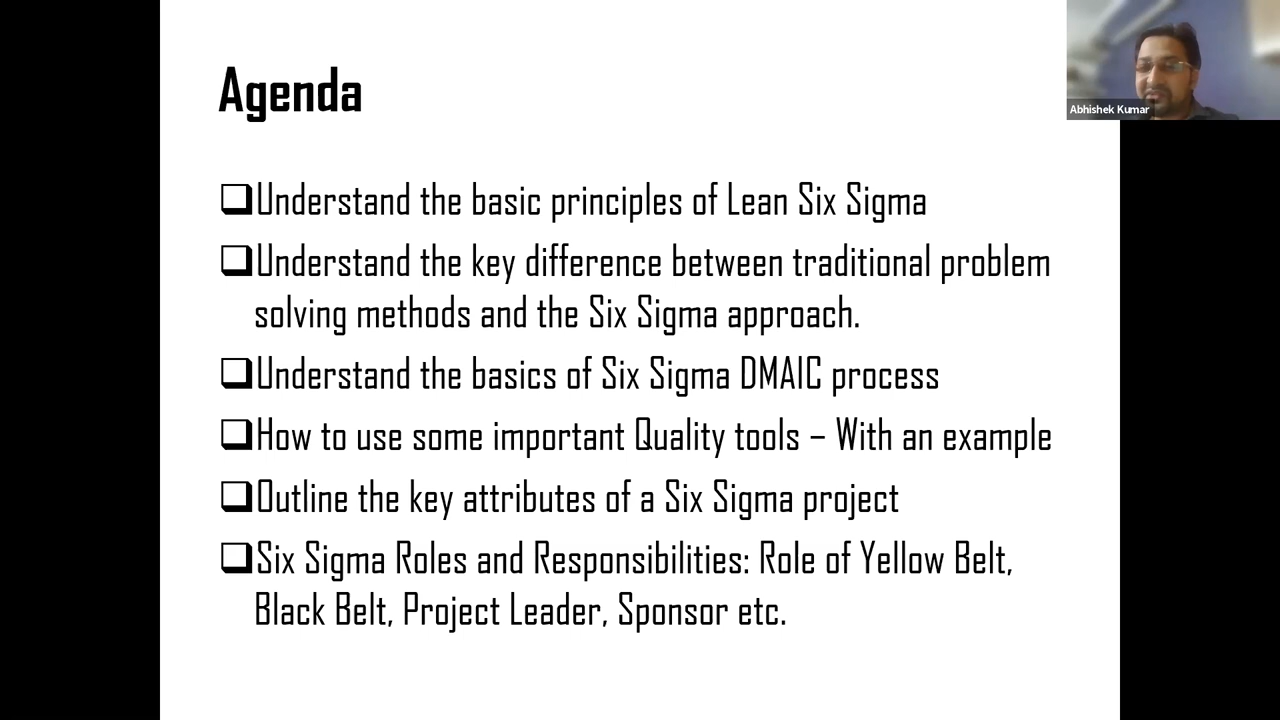 Agenda
Understand the basic principles of Lean Six Sigma
Understand the key difference between traditional problem
solving methods and the Six Sigma approach.
Understand the basics of Six Sigma DMAIC process
How to use some important Quality tools – With an example
Outline the key attributes of a Six Sigma project
Six Sigma Roles and Responsibilities: Role of Yellow Belt,
Black Belt, Project Leader, Sponsor etc.
Abhishek Kumar